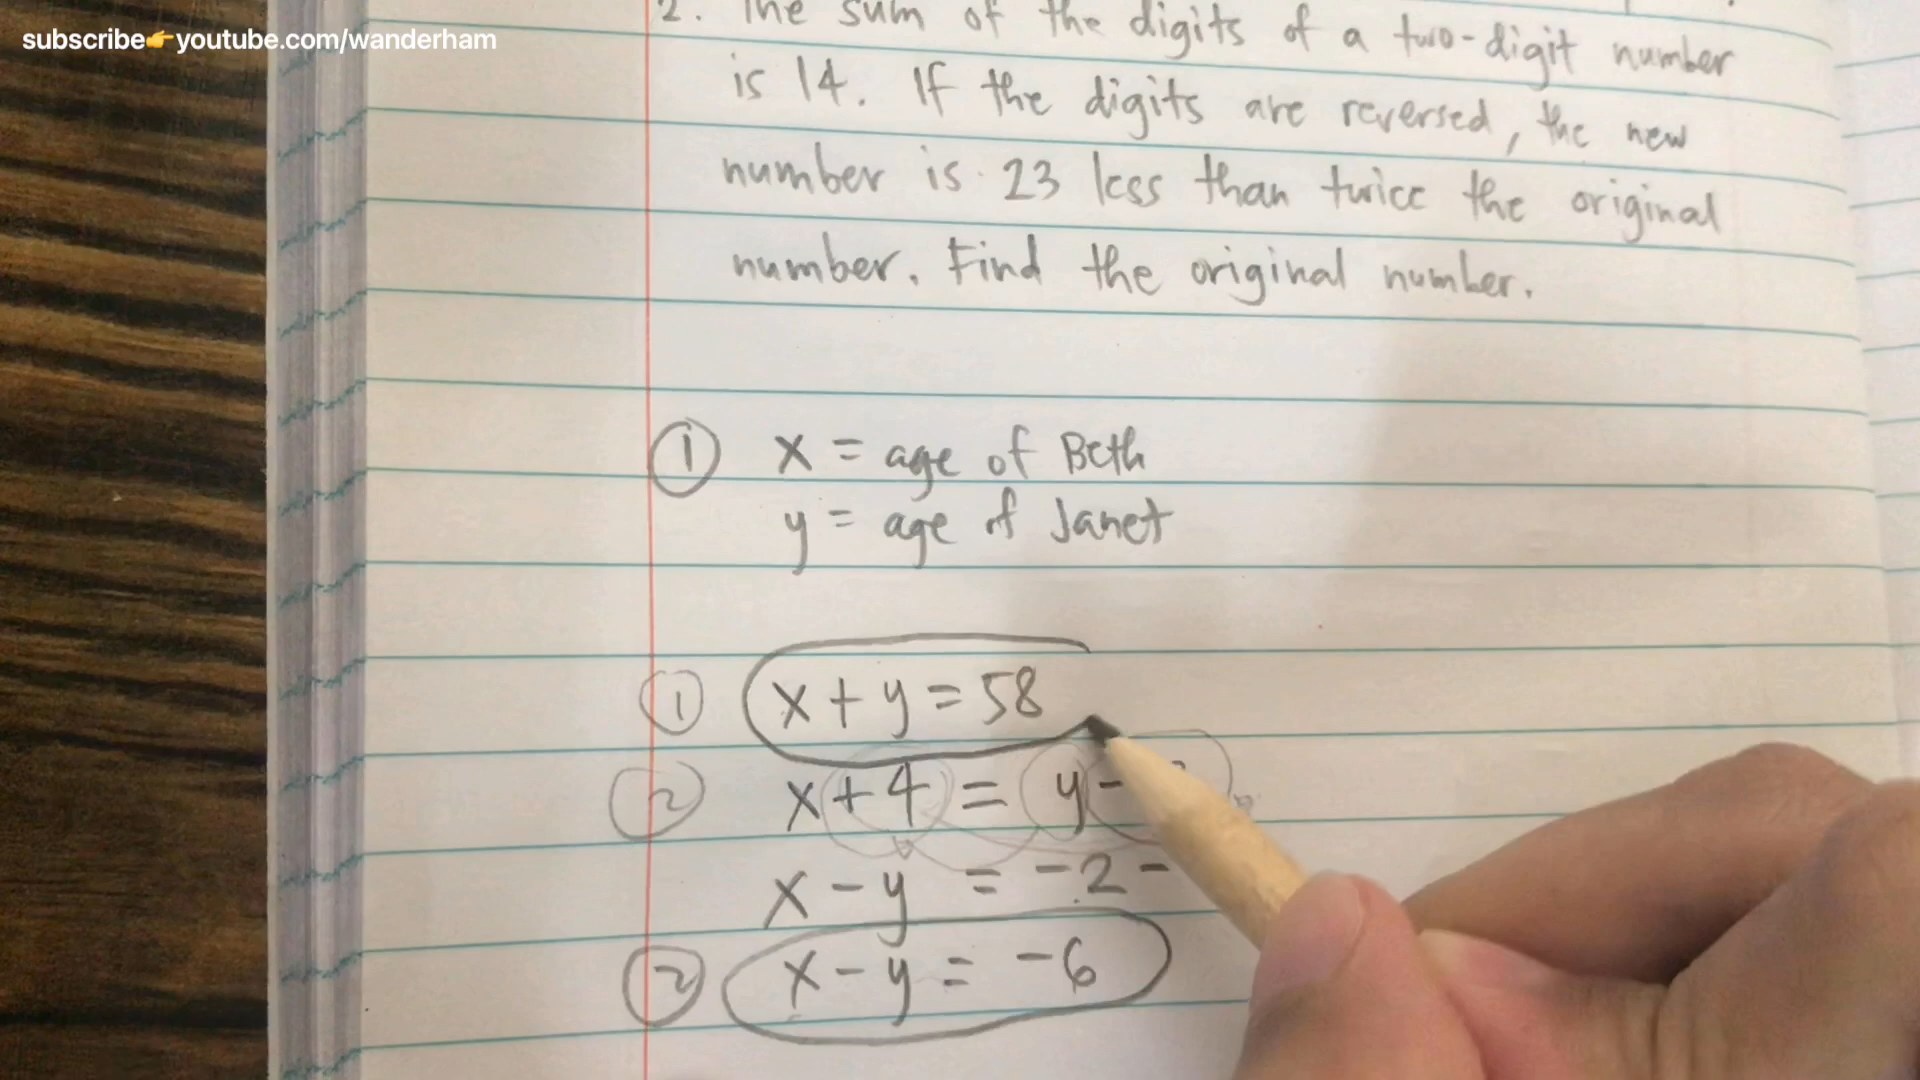 subscribe👉youtube.com/wanderham
2. The sum of the digits of a two-digit number
is 14. If the digits are reversed, the new
number is 23 less than twice the original
number. Find the original number.
① x = age of Beth
y = age of Janet
① x + y = 58
② x + 4 = y -
x - y = -2 -
② x - y = -6